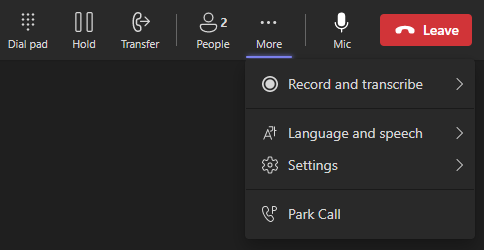 Dial pad Hold Transfer People 2 More Mic Leave
Record and transcribe
Language and speech
Settings
Park Call